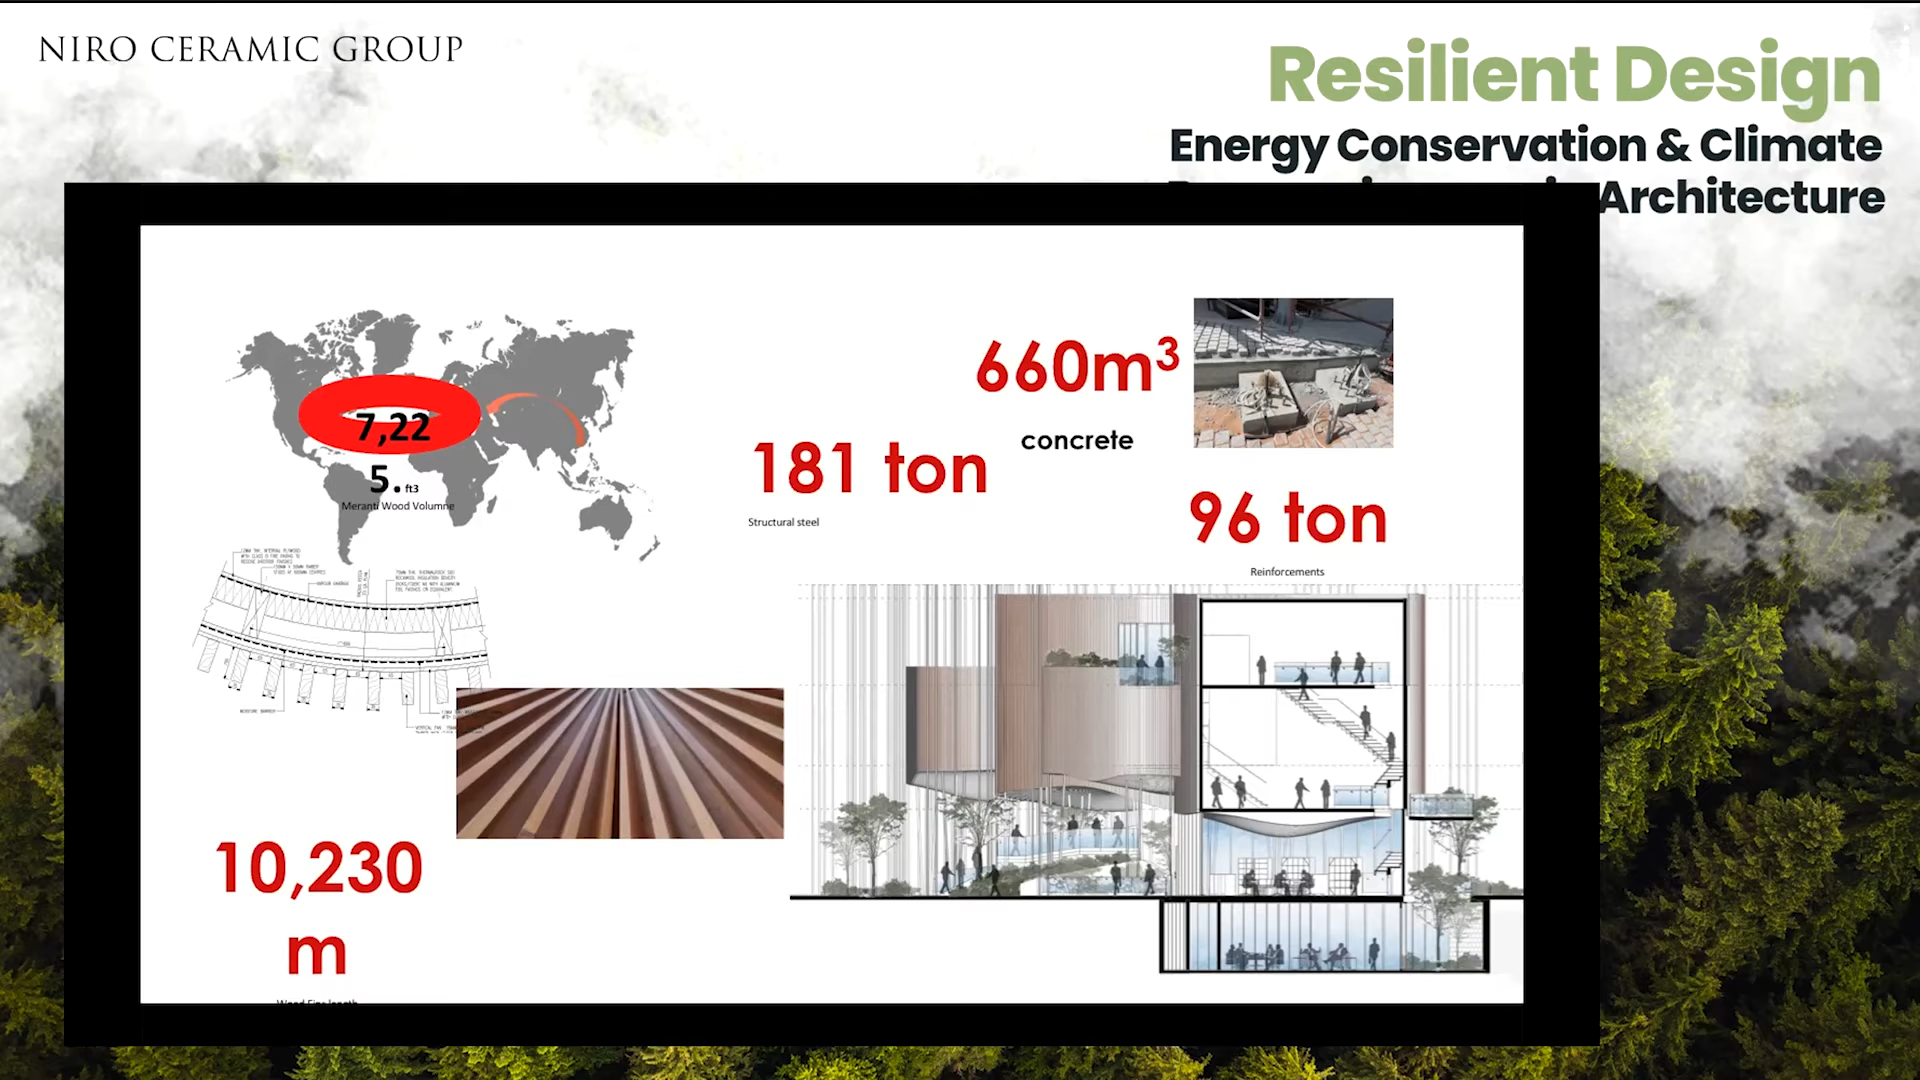 NIRO CERAMIC GROUP
Resilient Design
Energy Conservation & Climate
Architecture
660m³
concrete
7,22
5. ft3
Meranti Wood Volumne
181 ton
Structural steel
96 ton
Reinforcements
10,230
m